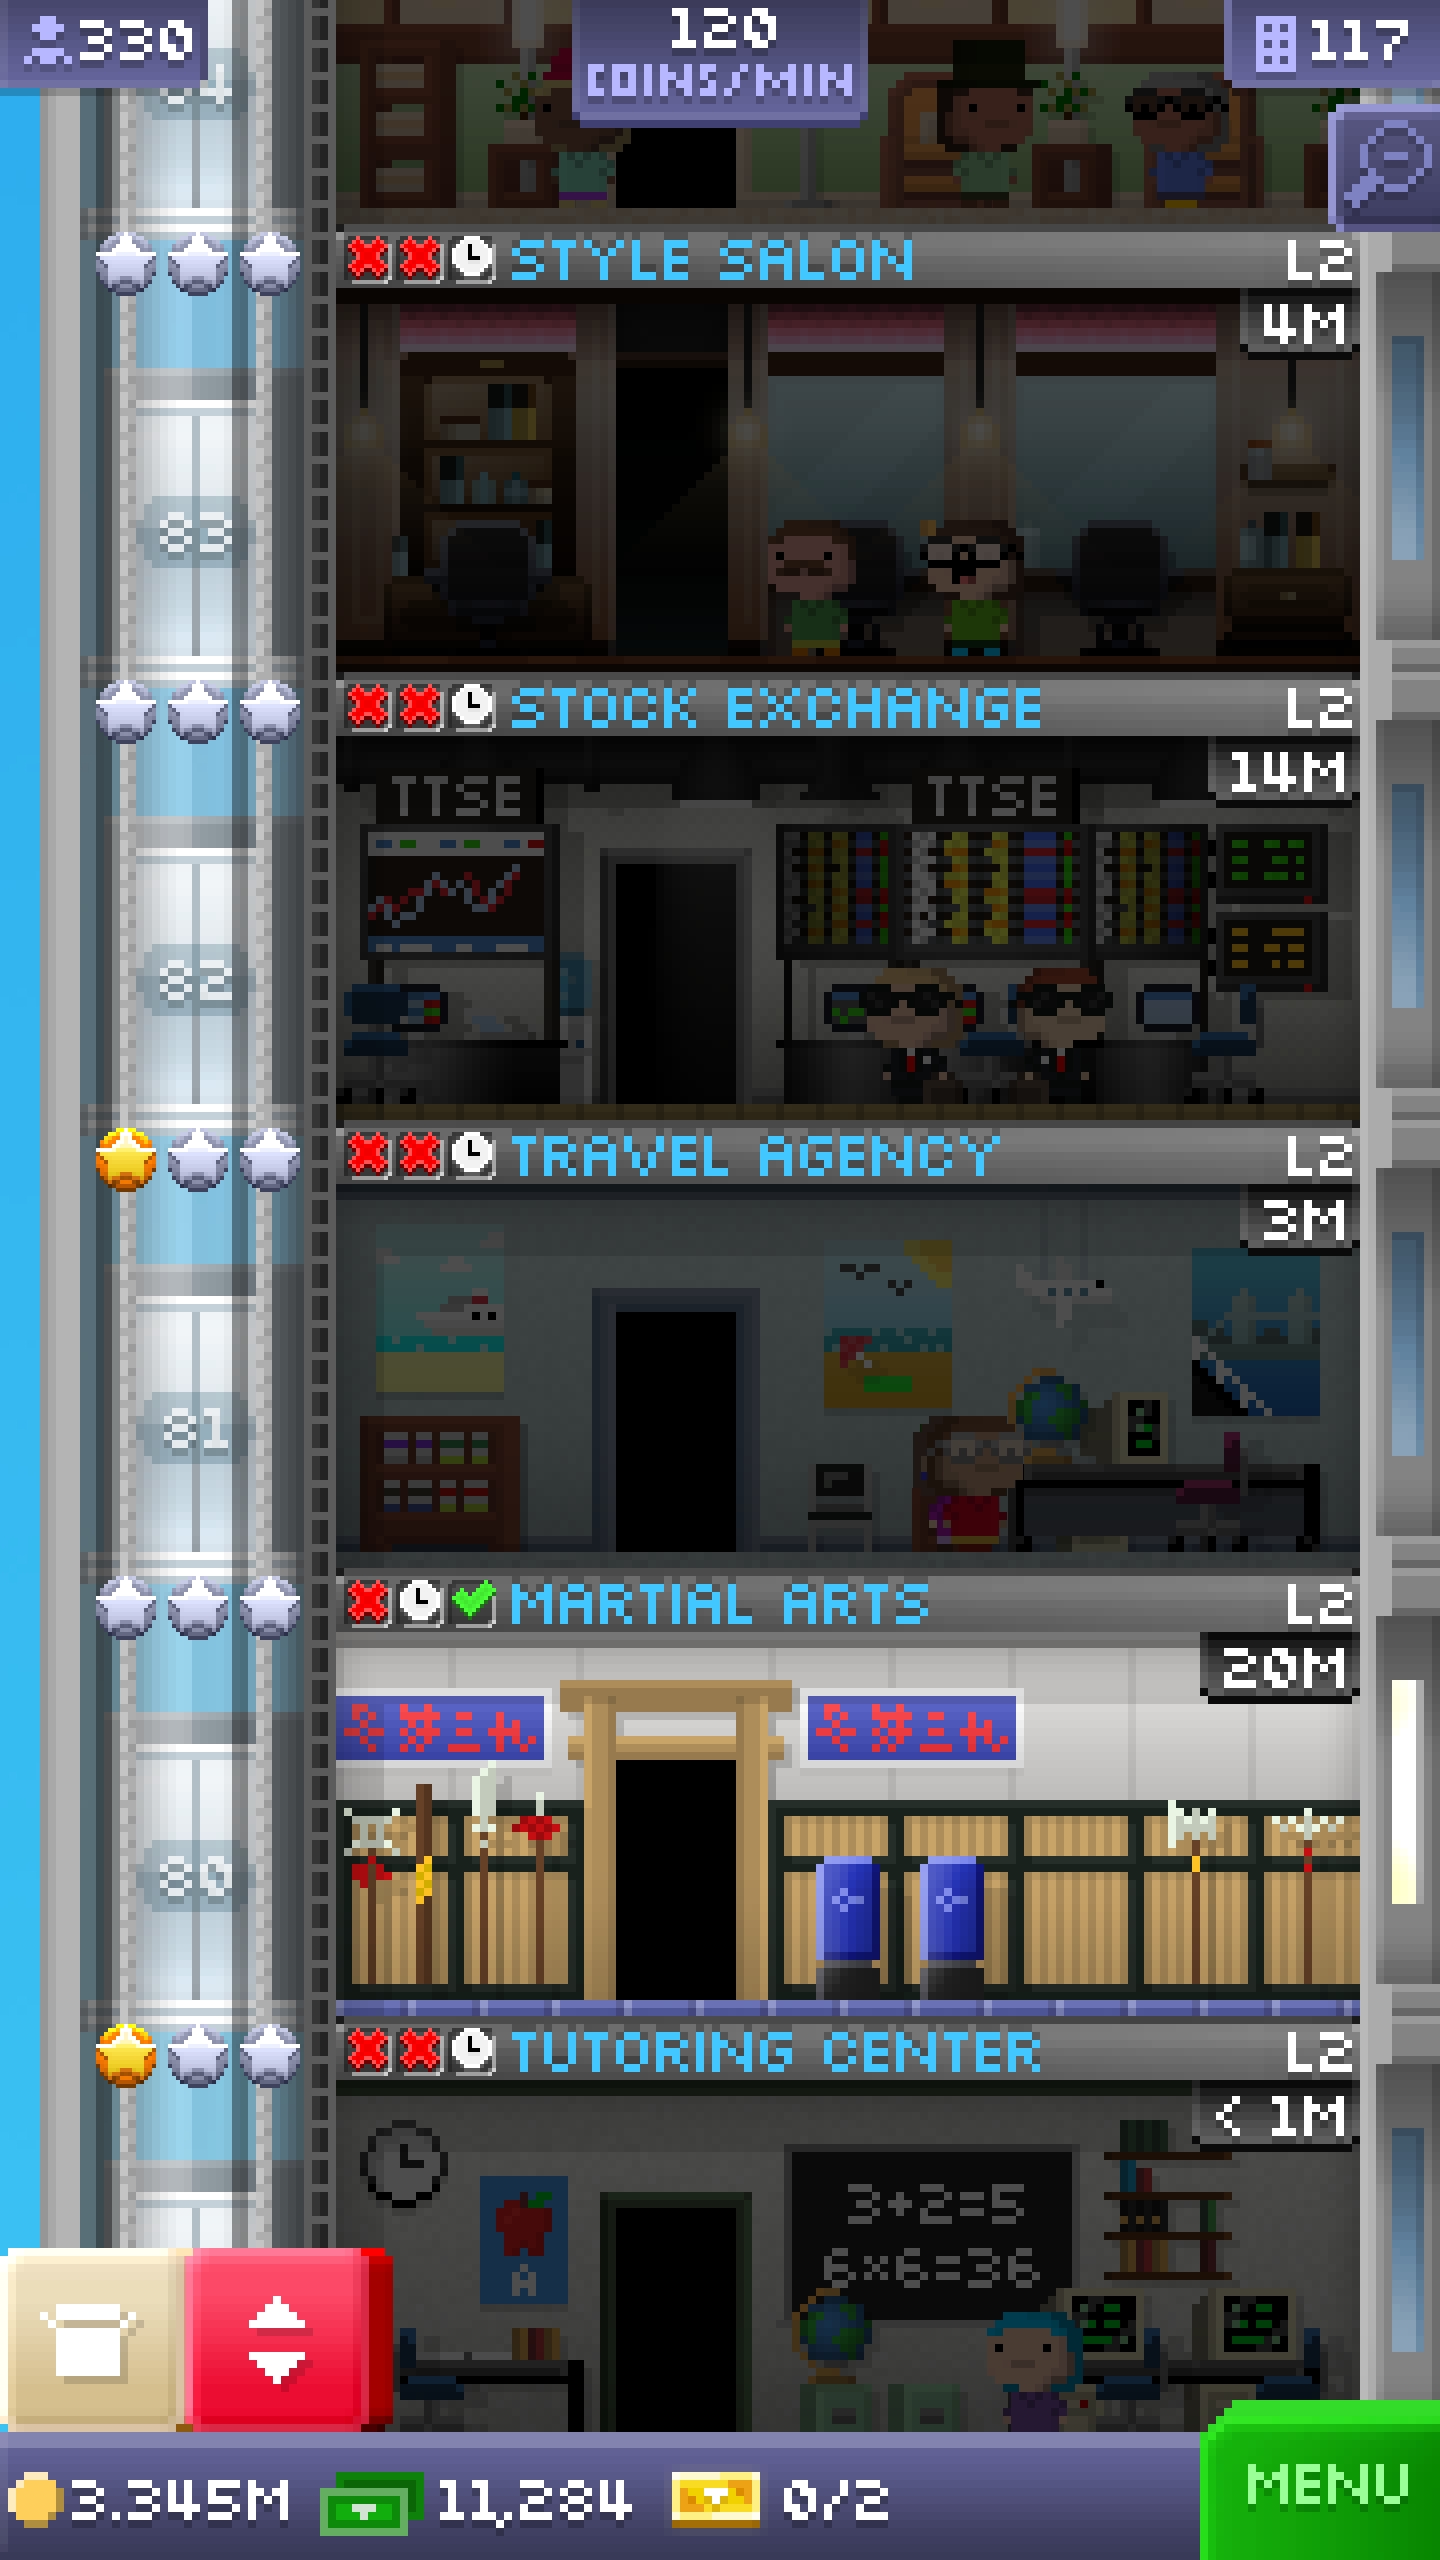 330
120
COINS/MIN
117
STYLE SALON
L2
4M
83
STOCK EXCHANGE
L2
14M
TTSE
TTSE
82
TRAVEL AGENCY
L2
3M
81
MARTIAL ARTS
L2
20M
80
TUTORING CENTER
L2
< 1M
3+2=5
6×6=36
A
3.345M
11,284
0/2
MENU